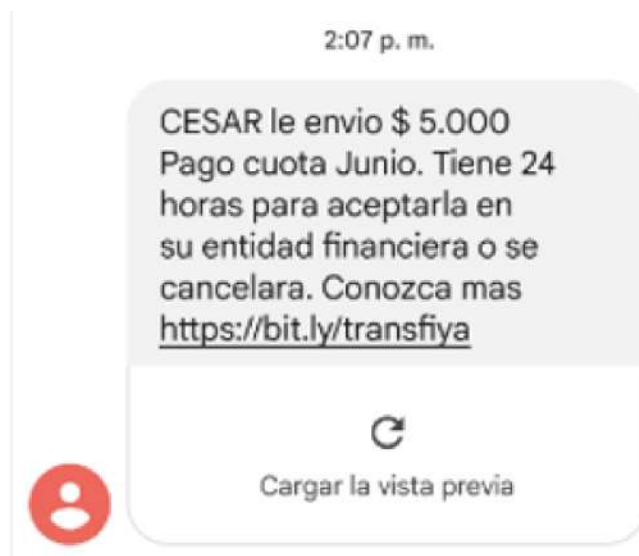 2:07 p. m.
CESAR le envio $ 5.000
Pago cuota Junio. Tiene 24
horas para aceptarla en
su entidad financiera o se
cancelara. Conozca mas
https://bit.ly/transfiya
Cargar la vista previa